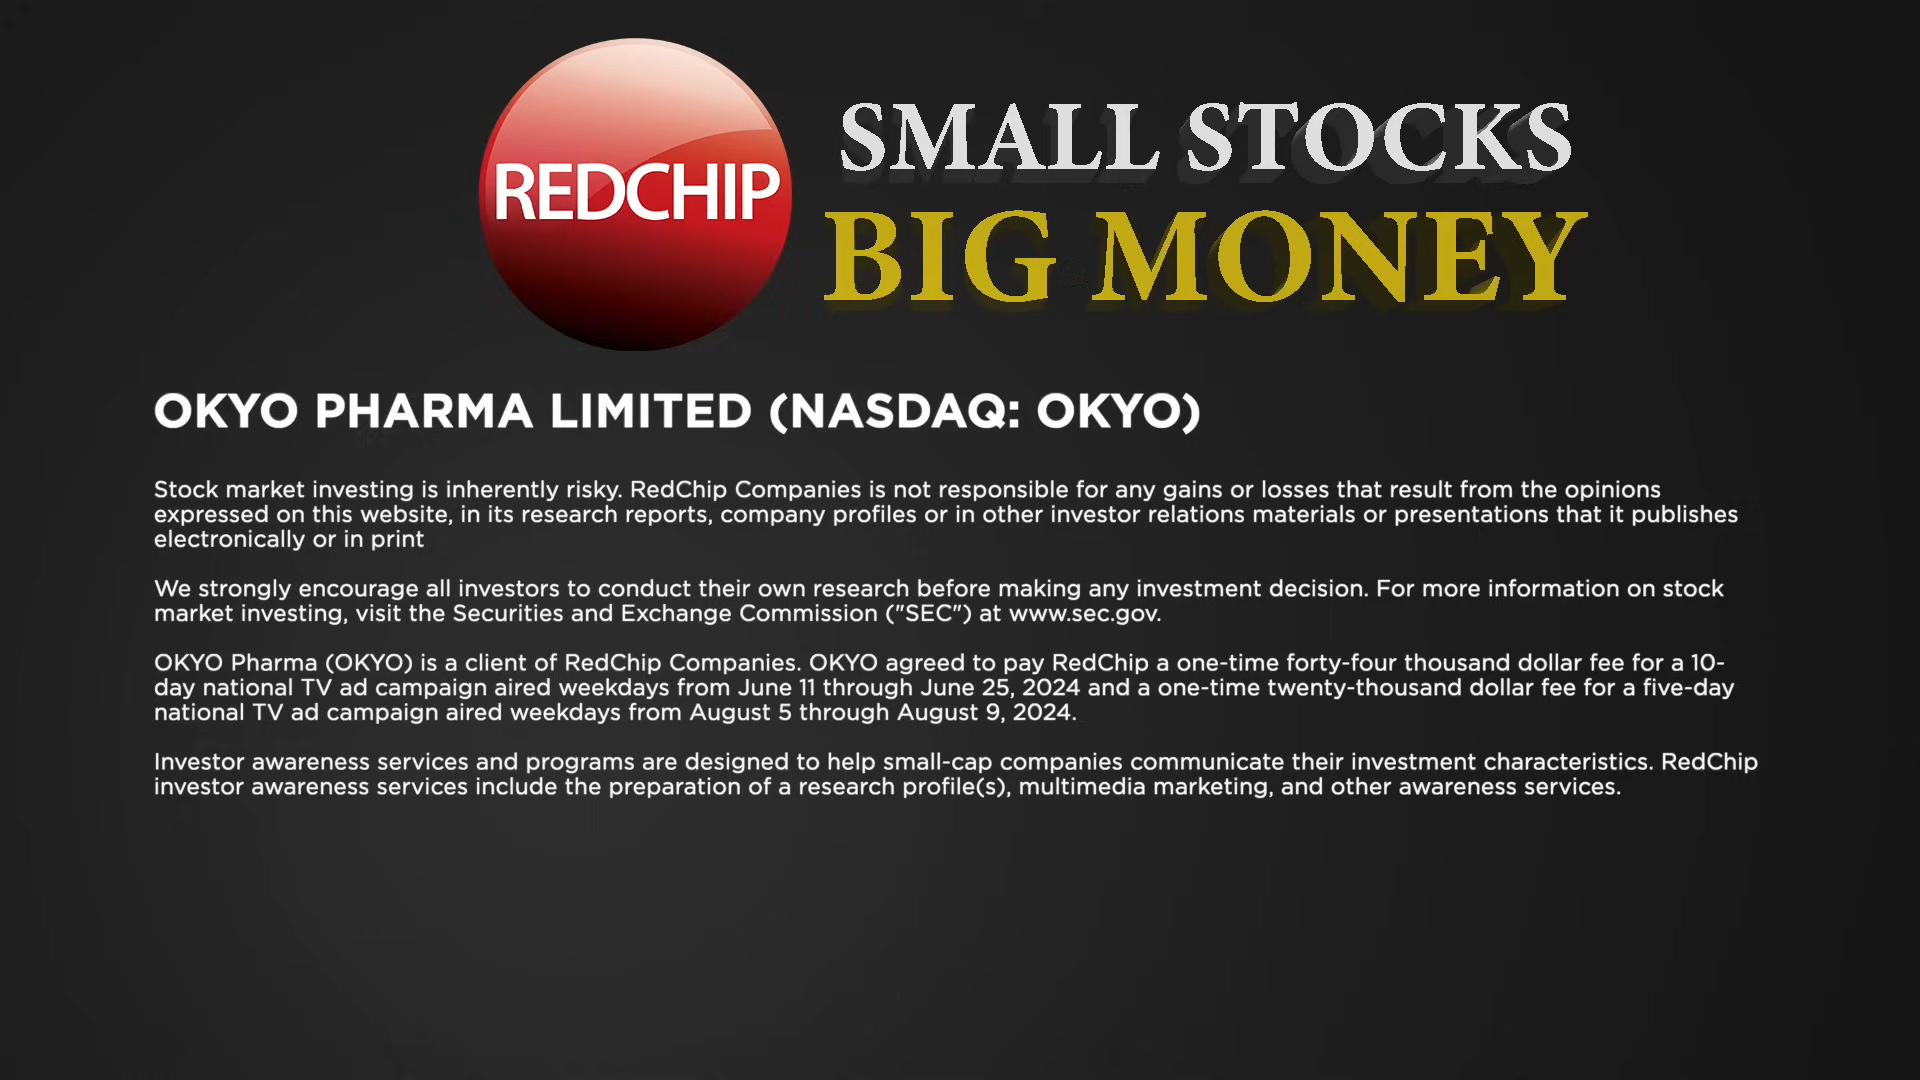 REDCHIP
SMALL STOCKS
BIG MONEY
OKYO PHARMA LIMITED (NASDAQ: OKYO)
Stock market investing is inherently risky. RedChip Companies is not responsible for any gains or losses that result from the opinions
expressed on this website, in its research reports, company profiles or in other investor relations materials or presentations that it publishes
electronically or in print
We strongly encourage all investors to conduct their own research before making any investment decision. For more information on stock
market investing, visit the Securities and Exchange Commission ("SEC") at www.sec.gov.
OKYO Pharma (OKYO) is a client of RedChip Companies. OKYO agreed to pay RedChip a one-time forty-four thousand dollar fee for a 10-
day national TV ad campaign aired weekdays from June 11 through June 25, 2024 and a one-time twenty-thousand dollar fee for a five-day
national TV ad campaign aired weekdays from August 5 through August 9, 2024.
Investor awareness services and programs are designed to help small-cap companies communicate their investment characteristics. RedChip
investor awareness services include the preparation of a research profile(s), multimedia marketing, and other awareness services.